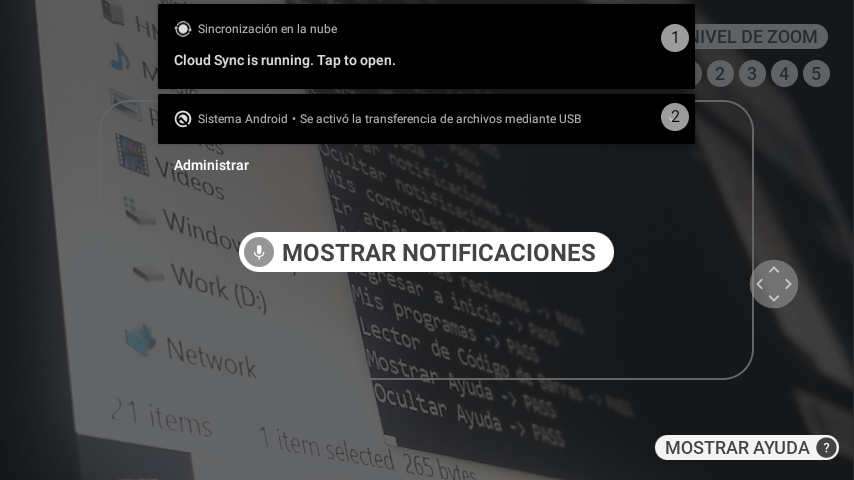 Sincronización en la nube
Cloud Sync is running. Tap to open.
1
Sistema Android • Se activó la transferencia de archivos mediante USB
2
Administrar
NIVEL DE ZOOM
2 3 4 5
MOSTRAR NOTIFICACIONES
Videos
Window
Work (D:)
Network
21 items
1 item selected 265 bytes
Ocultar notificaciones -> PASS
Mis controles
Ir atrás
recientes -> PASS
Regresar a inicio -> PASS
Mis programas -> PASS
Lector de Código de Barras -> PASS
Mostrar Ayuda -> PASS
Ocultar Ayuda -> PASS
MOSTRAR AYUDA ?